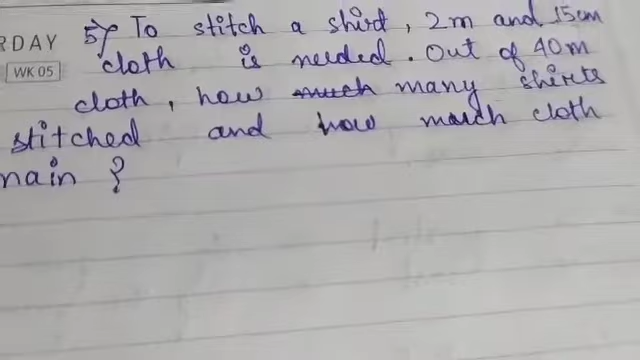 RDAY 5) To stitch a shirt, 2m and 15cm
WK 05 cloth is needed. Out of 40m
cloth, how much many shirts
stitched and how much cloth
main ?